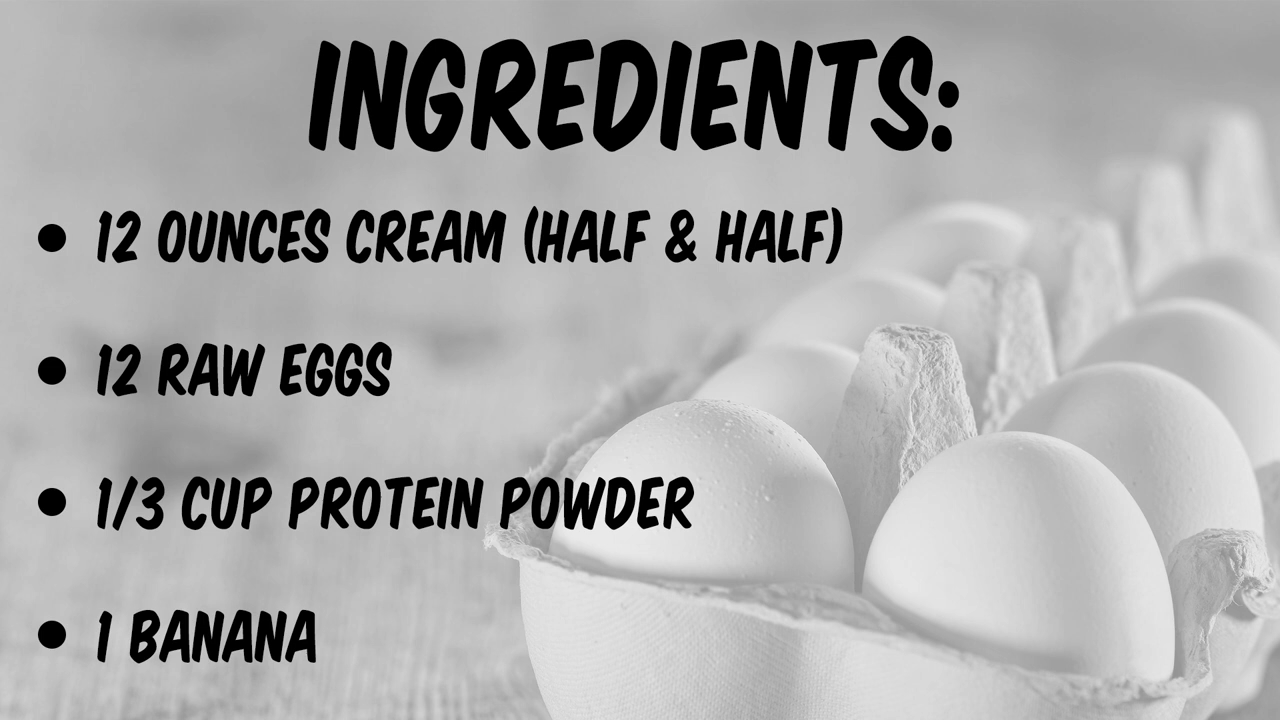 INGREDIENTS:
• 12 OUNCES CREAM (HALF & HALF)
• 12 RAW EGGS
• 1/3 CUP PROTEIN POWDER
• 1 BANANA